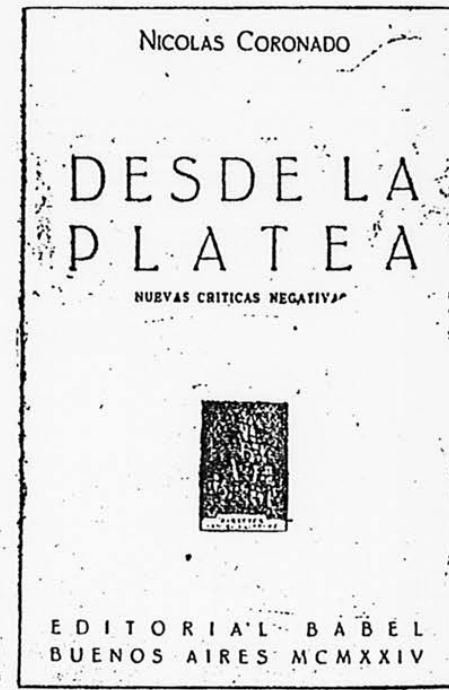 NICOLAS CORONADO
DESDE LA
PLATEA
NUEVAS CRITICAS NEGATIVAS
EDITORIAL BABEL
BUENOS AIRES MCMXXIV